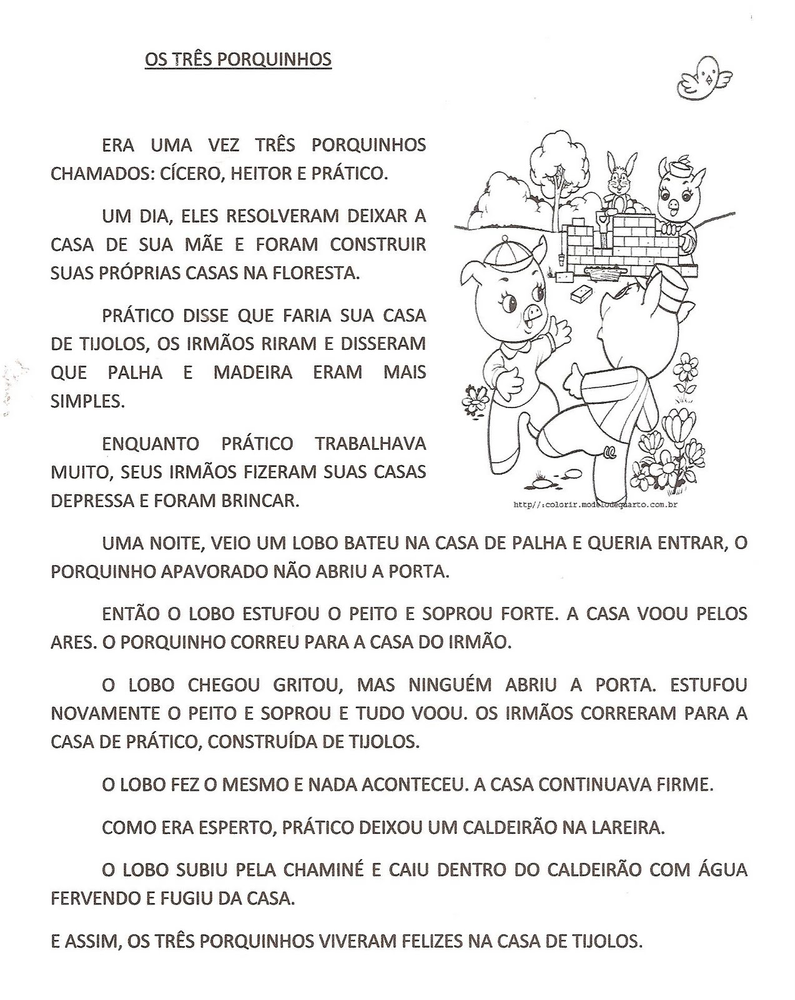 OS TRÊS PORQUINHOS
ERA UMA VEZ TRÊS PORQUINHOS
CHAMADOS: CÍCERO, HEITOR E PRÁTICO.
UM DIA, ELES RESOLVERAM DEIXAR A
CASA DE SUA MÃE E FORAM CONSTRUIR
SUAS PRÓPRIAS CASAS NA FLORESTA.
PRÁTICO DISSE QUE FARIA SUA CASA
DE TIJOLOS, OS IRMÃOS RIRAM E DISSERAM
QUE PALHA E MADEIRA ERAM MAIS
SIMPLES.
ENQUANTO PRÁTICO TRABALHAVA
MUITO, SEUS IRMÃOS FIZERAM SUAS CASAS
DEPRESSA E FORAM BRINCAR.
http//:colorir.modelodequarto.com.br
UMA NOITE, VEIO UM LOBO BATEU NA CASA DE PALHA E QUERIA ENTRAR, O
PORQUINHO APAVORADO NÃO ABRIU A PORTA.
ENTÃO O LOBO ESTUFOU O PEITO E SOPROU FORTE. A CASA VOOU PELOS
ARES. O PORQUINHO CORREU PARA A CASA DO IRMÃO.
O LOBO CHEGOU GRITOU, MAS NINGUÉM ABRIU A PORTA. ESTUFOU
NOVAMENTE O PEITO E SOPROU E TUDO VOOU. OS IRMÃOS CORRERAM PARA A
CASA DE PRÁTICO, CONSTRUÍDA DE TIJOLOS.
O LOBO FEZ O MESMO E NADA ACONTECEU. A CASA CONTINUAVA FIRME.
COMO ERA ESPERTO, PRÁTICO DEIXOU UM CALDEIRÃO NA LAREIRA.
O LOBO SUBIU PELA CHAMINÉ E CAIU DENTRO DO CALDEIRÃO COM ÁGUA
FERVENDO E FUGIU DA CASA.
E ASSIM, OS TRÊS PORQUINHOS VIVERAM FELIZES NA CASA DE TIJOLOS.